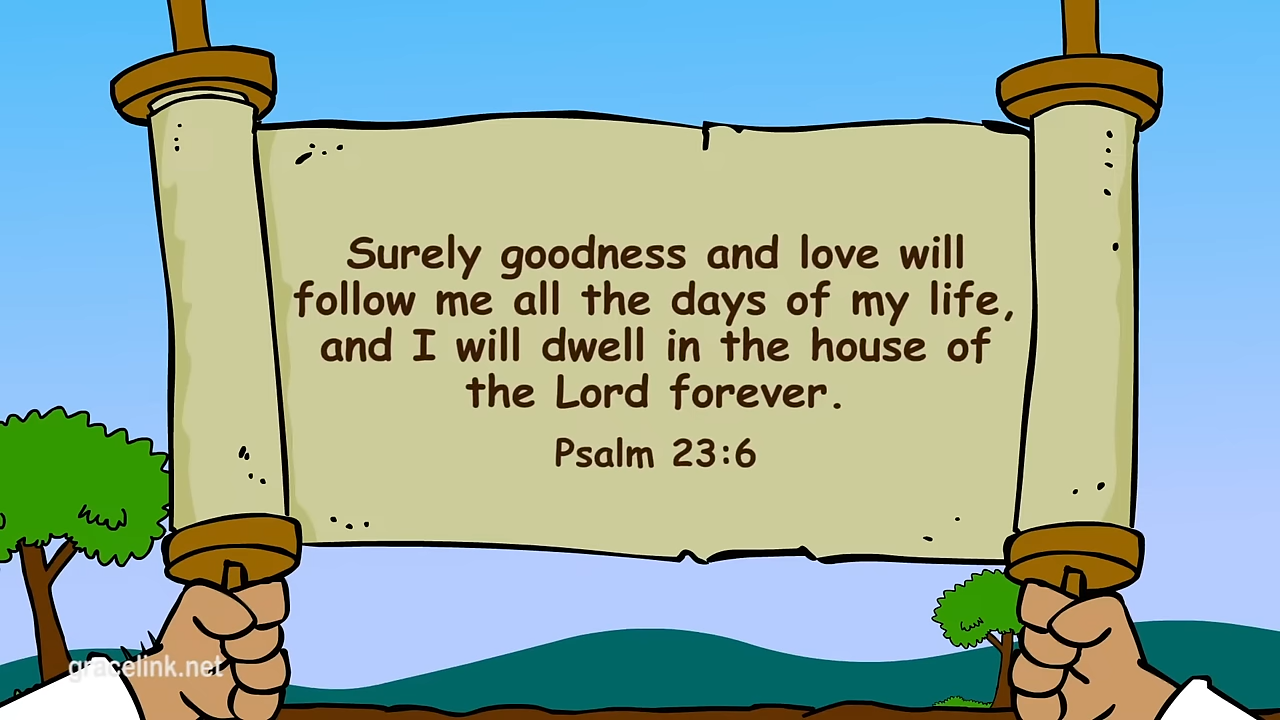 Surely goodness and love will
follow me all the days of my life,
and I will dwell in the house of
the Lord forever.
Psalm 23:6
gracelink.net